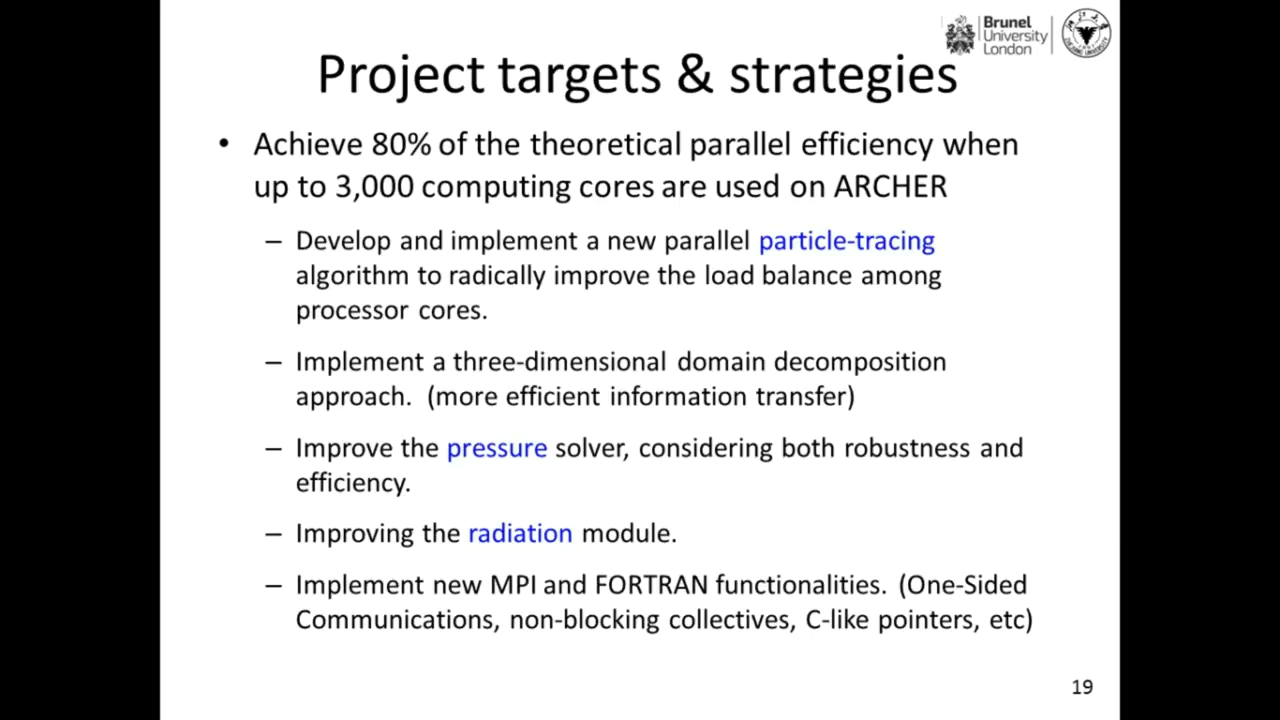 Brunel
University
London
Project targets & strategies
• Achieve 80% of the theoretical parallel efficiency when
up to 3,000 computing cores are used on ARCHER
– Develop and implement a new parallel particle-tracing
algorithm to radically improve the load balance among
processor cores.
– Implement a three-dimensional domain decomposition
approach. (more efficient information transfer)
– Improve the pressure solver, considering both robustness and
efficiency.
– Improving the radiation module.
– Implement new MPI and FORTRAN functionalities. (One-Sided
Communications, non-blocking collectives, C-like pointers, etc)
19